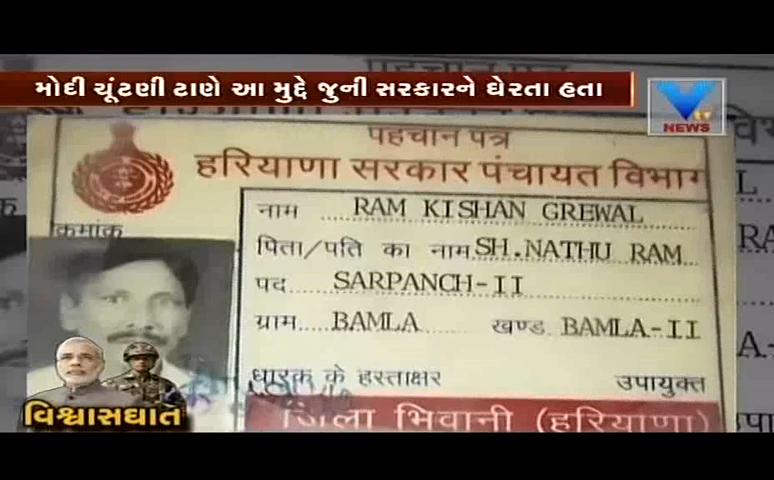 મોદી ચૂંટણી ટાણે આ મુદ્દે જુની સરકારને ઘેરતા હતા
V tv
NEWS
पहचान पत्र
हरियाणा सरकार पंचायत विभाग
क्रमांक
नाम RAM KISHAN GREWAL
पिता/पति का नाम SH.NATHU RAM
पद SARPANCH-II
ग्राम BAMLA खण्ड BAMLA-II
धारक के हस्ताक्षर उपायुक्त
जिला भिवानी (हरियाणा)
વિશ્વાસઘાત